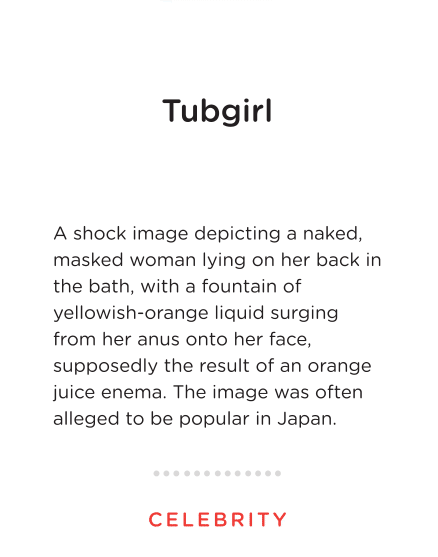 Tubgirl
A shock image depicting a naked,
masked woman lying on her back in
the bath, with a fountain of
yellowish-orange liquid surging
from her anus onto her face,
supposedly the result of an orange
juice enema. The image was often
alleged to be popular in Japan.
CELEBRITY